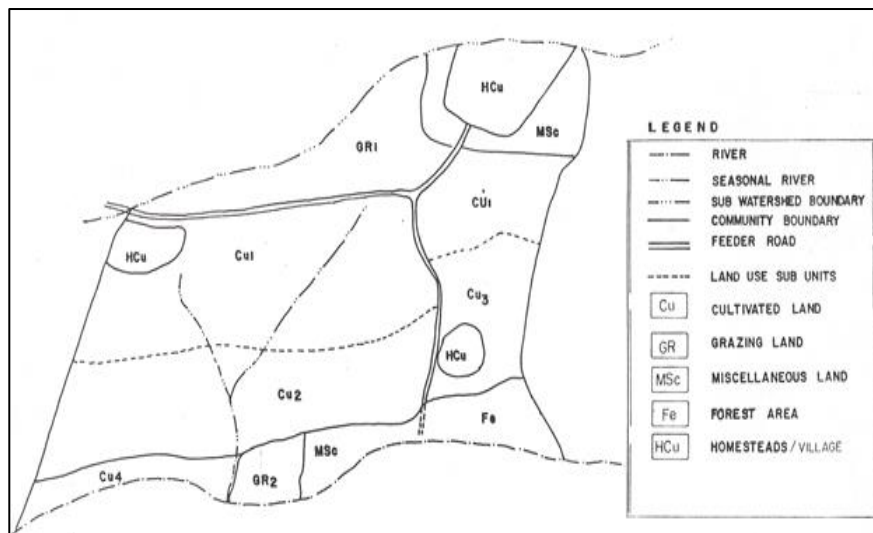 HCu
MSc
GR1
CU1
HCu
Cu1
Cu3
HCu
Cu2
Fe
MSc
Cu4
GR2
LEGEND
RIVER
SEASONAL RIVER
SUB WATERSHED BOUNDARY
COMMUNITY BOUNDARY
FEEDER ROAD
LAND USE SUB UNITS
Cu CULTIVATED LAND
GR GRAZING LAND
MSc MISCELLANEOUS LAND
Fe FOREST AREA
HCu HOMESTEADS/VILLAGE